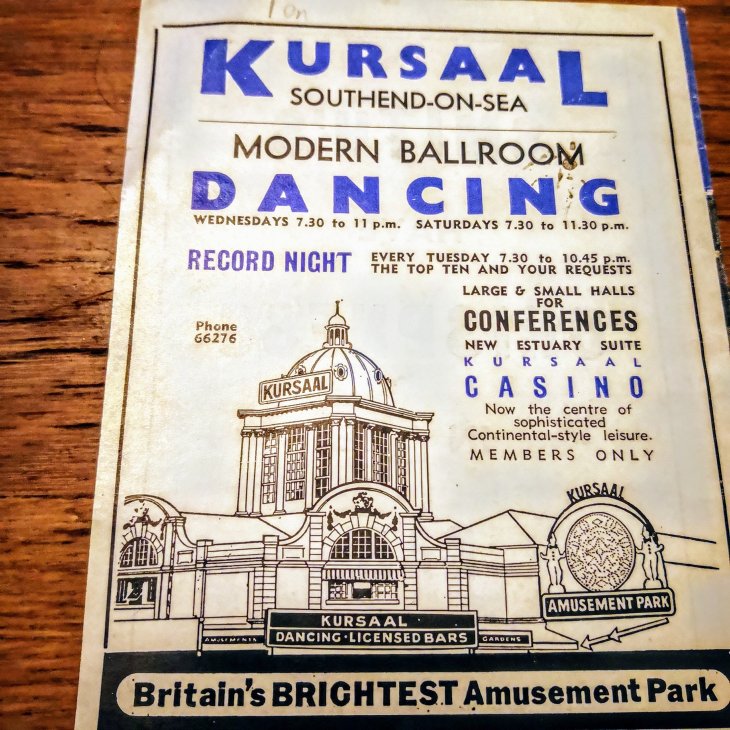 KURSAAL
SOUTHEND-ON-SEA
MODERN BALLROOM
DANCING
WEDNESDAYS 7.30 to 11 p.m. SATURDAYS 7.30 to 11.30 p.m.
RECORD NIGHT
EVERY TUESDAY 7.30 to 10.45 p.m.
THE TOP TEN AND YOUR REQUESTS
LARGE & SMALL HALLS
FOR
CONFERENCES
NEW ESTUARY SUITE
KURSAAL
CASINO
Now the centre of
sophisticated
Continental-style leisure.
MEMBERS ONLY
Phone
66276
KURSAAL
KURSAAL
AMUSEMENT PARK
KURSAAL
DANCING·LICENSED BARS
AMUSEMENTS
GARDENS
Britain's BRIGHTEST Amusement Park